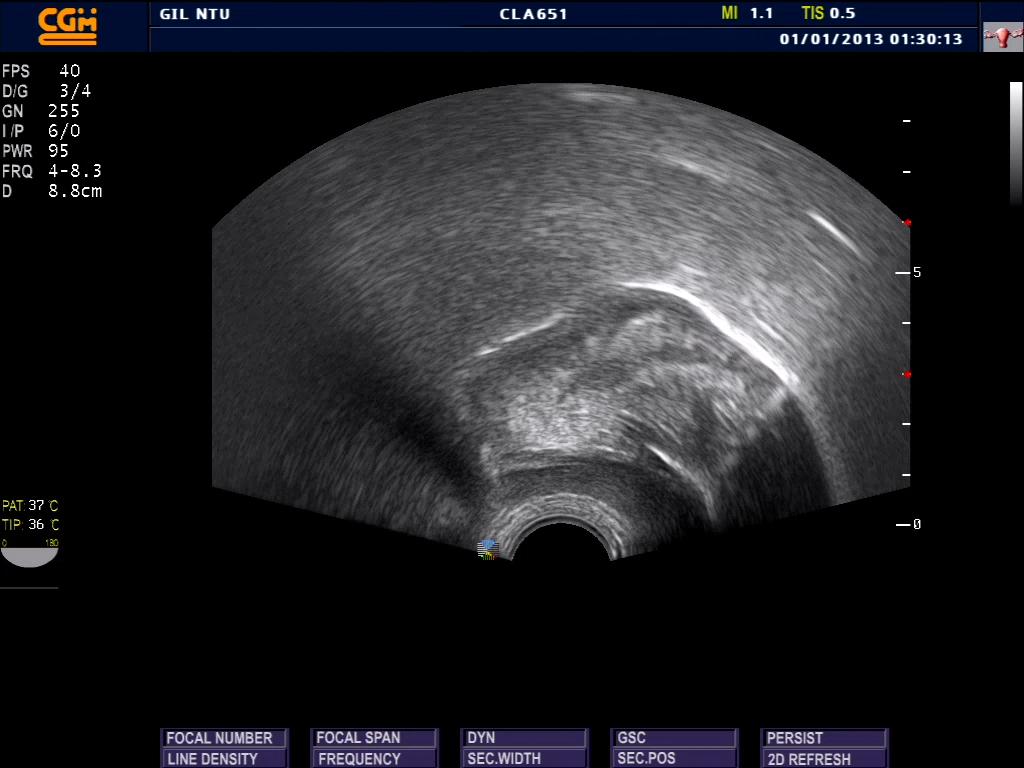 CGM
GIL NTU CLA651 MI 1.1 TIS 0.5
01/01/2013 01:30:13
FPS 40
D/G 3/4
GN 255
I/P 6/0
PWR 95
FRQ 4-8.3
D 8.8cm
5
PAT: 37 °C
TIP: 36 °C
0 180
0
FOCAL NUMBER FOCAL SPAN DYN GSC PERSIST
LINE DENSITY FREQUENCY SEC.WIDTH SEC.POS 2D REFRESH